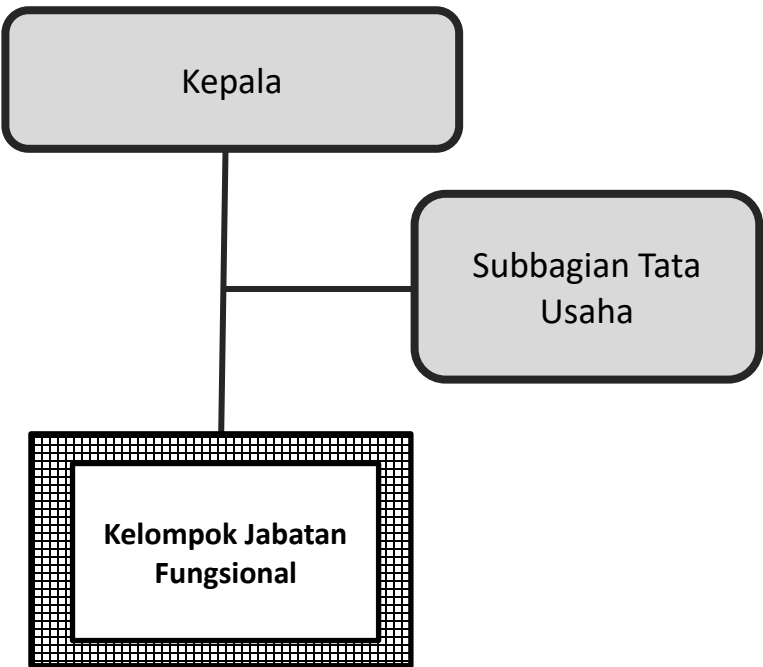 Kepala
Subbagian Tata
Usaha
Kelompok Jabatan
Fungsional